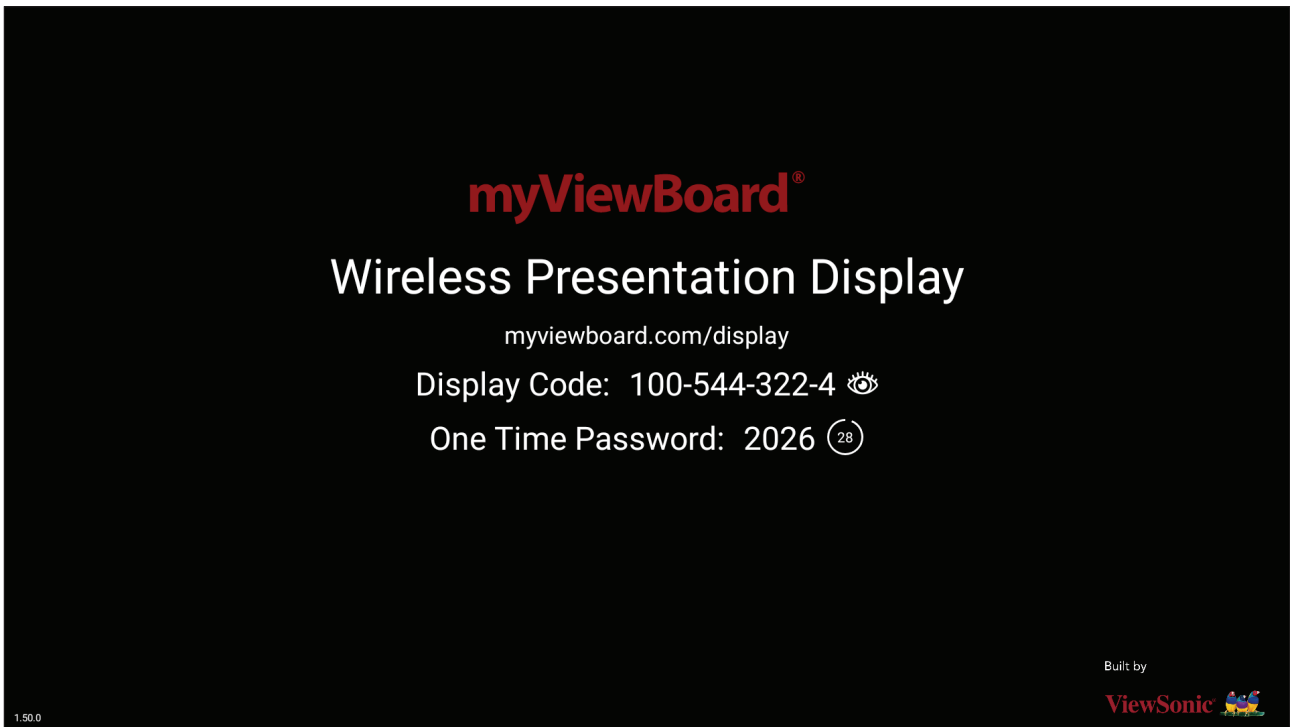 myViewBoard®
Wireless Presentation Display
myviewboard.com/display
Display Code: 100-544-322-4
One Time Password: 2026 28
Built by
ViewSonic®
1.50.0